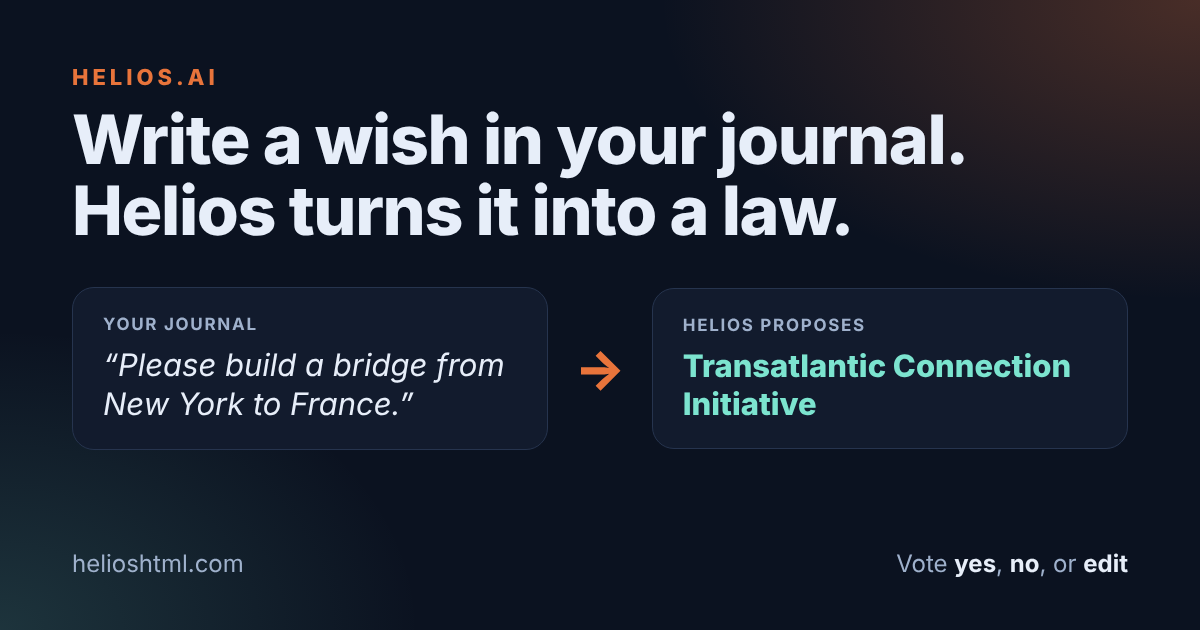 HELIOS.AI
Write a wish in your journal.
Helios turns it into a law.
YOUR JOURNAL
“Please build a bridge from
New York to France.”
→
HELIOS PROPOSES
Transatlantic Connection
Initiative
helioshtml.com
Vote yes, no, or edit